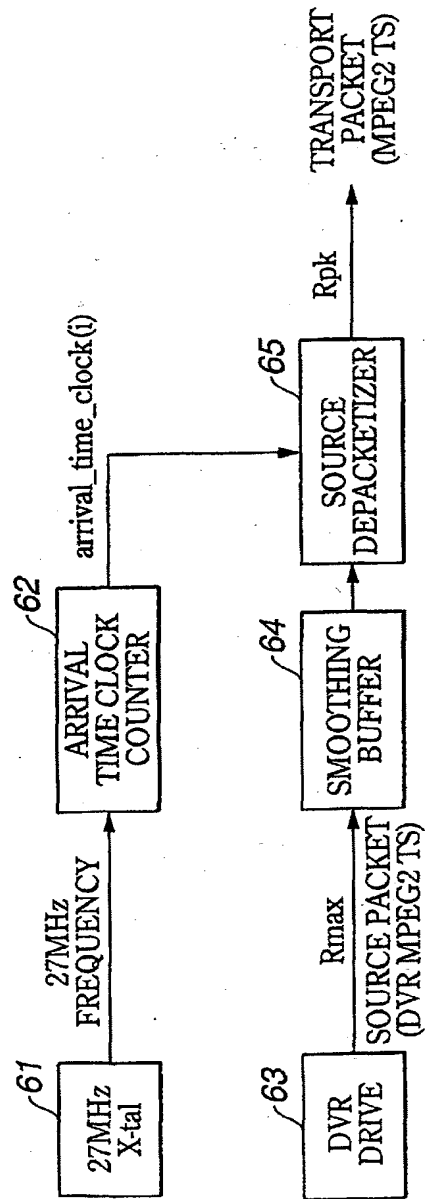 61
27MHz
X-tal
27MHz
FREQUENCY
62
ARRIVAL
TIME CLOCK
COUNTER
arrival_time_clock(i)
63
DVR
DRIVE
Rmax
SOURCE PACKET
(DVR MPEG2 TS)
64
SMOOTHING
BUFFER
65
SOURCE
DEPACKETIZER
Rpk
TRANSPORT
PACKET
(MPEG2 TS)